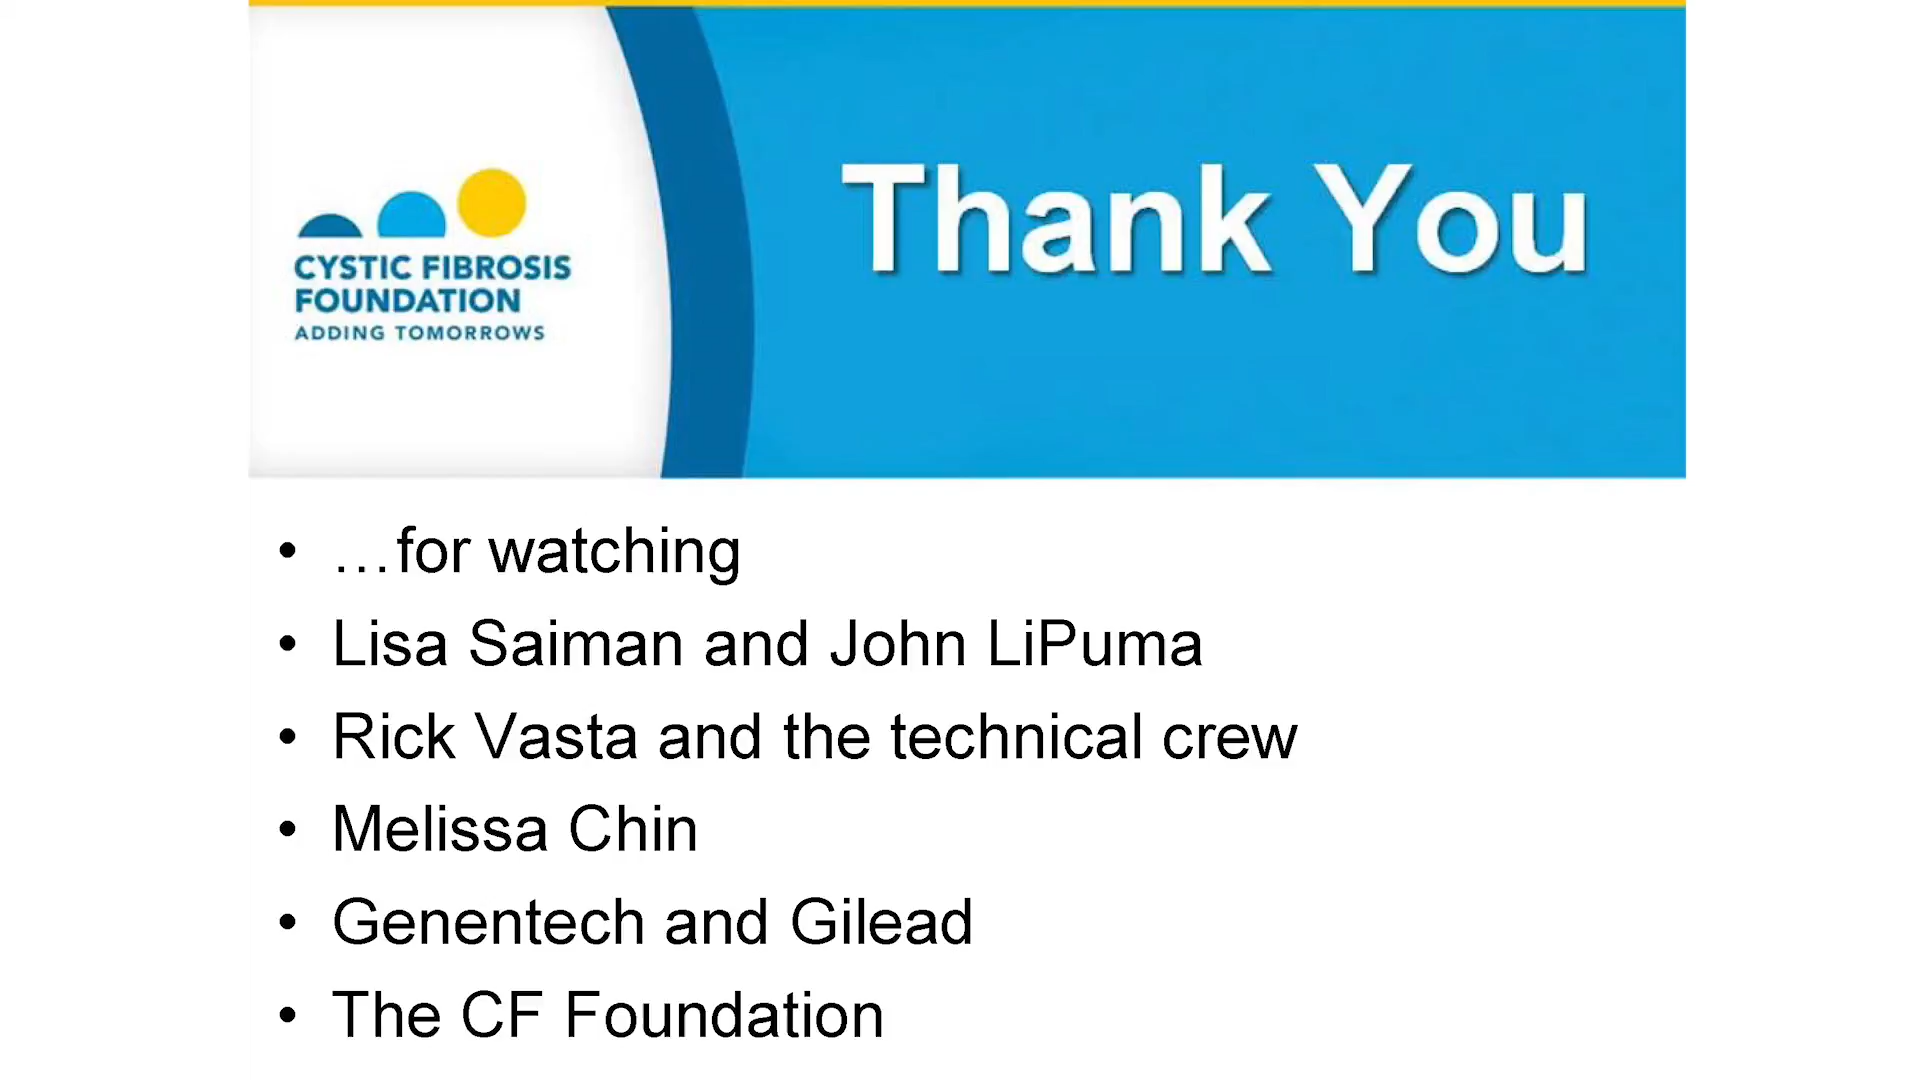 CYSTIC FIBROSIS
FOUNDATION
ADDING TOMORROWS
Thank You
• …for watching
• Lisa Saiman and John LiPuma
• Rick Vasta and the technical crew
• Melissa Chin
• Genentech and Gilead
• The CF Foundation